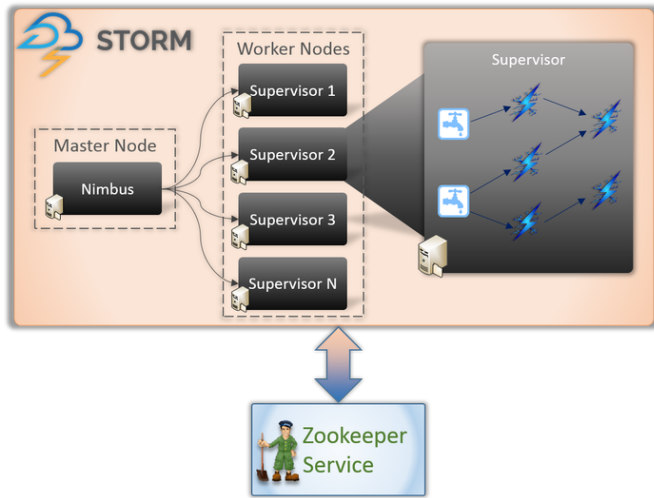 STORM
Master Node
Nimbus
Worker Nodes
Supervisor 1
Supervisor 2
Supervisor 3
Supervisor N
Supervisor
Zookeeper
Service